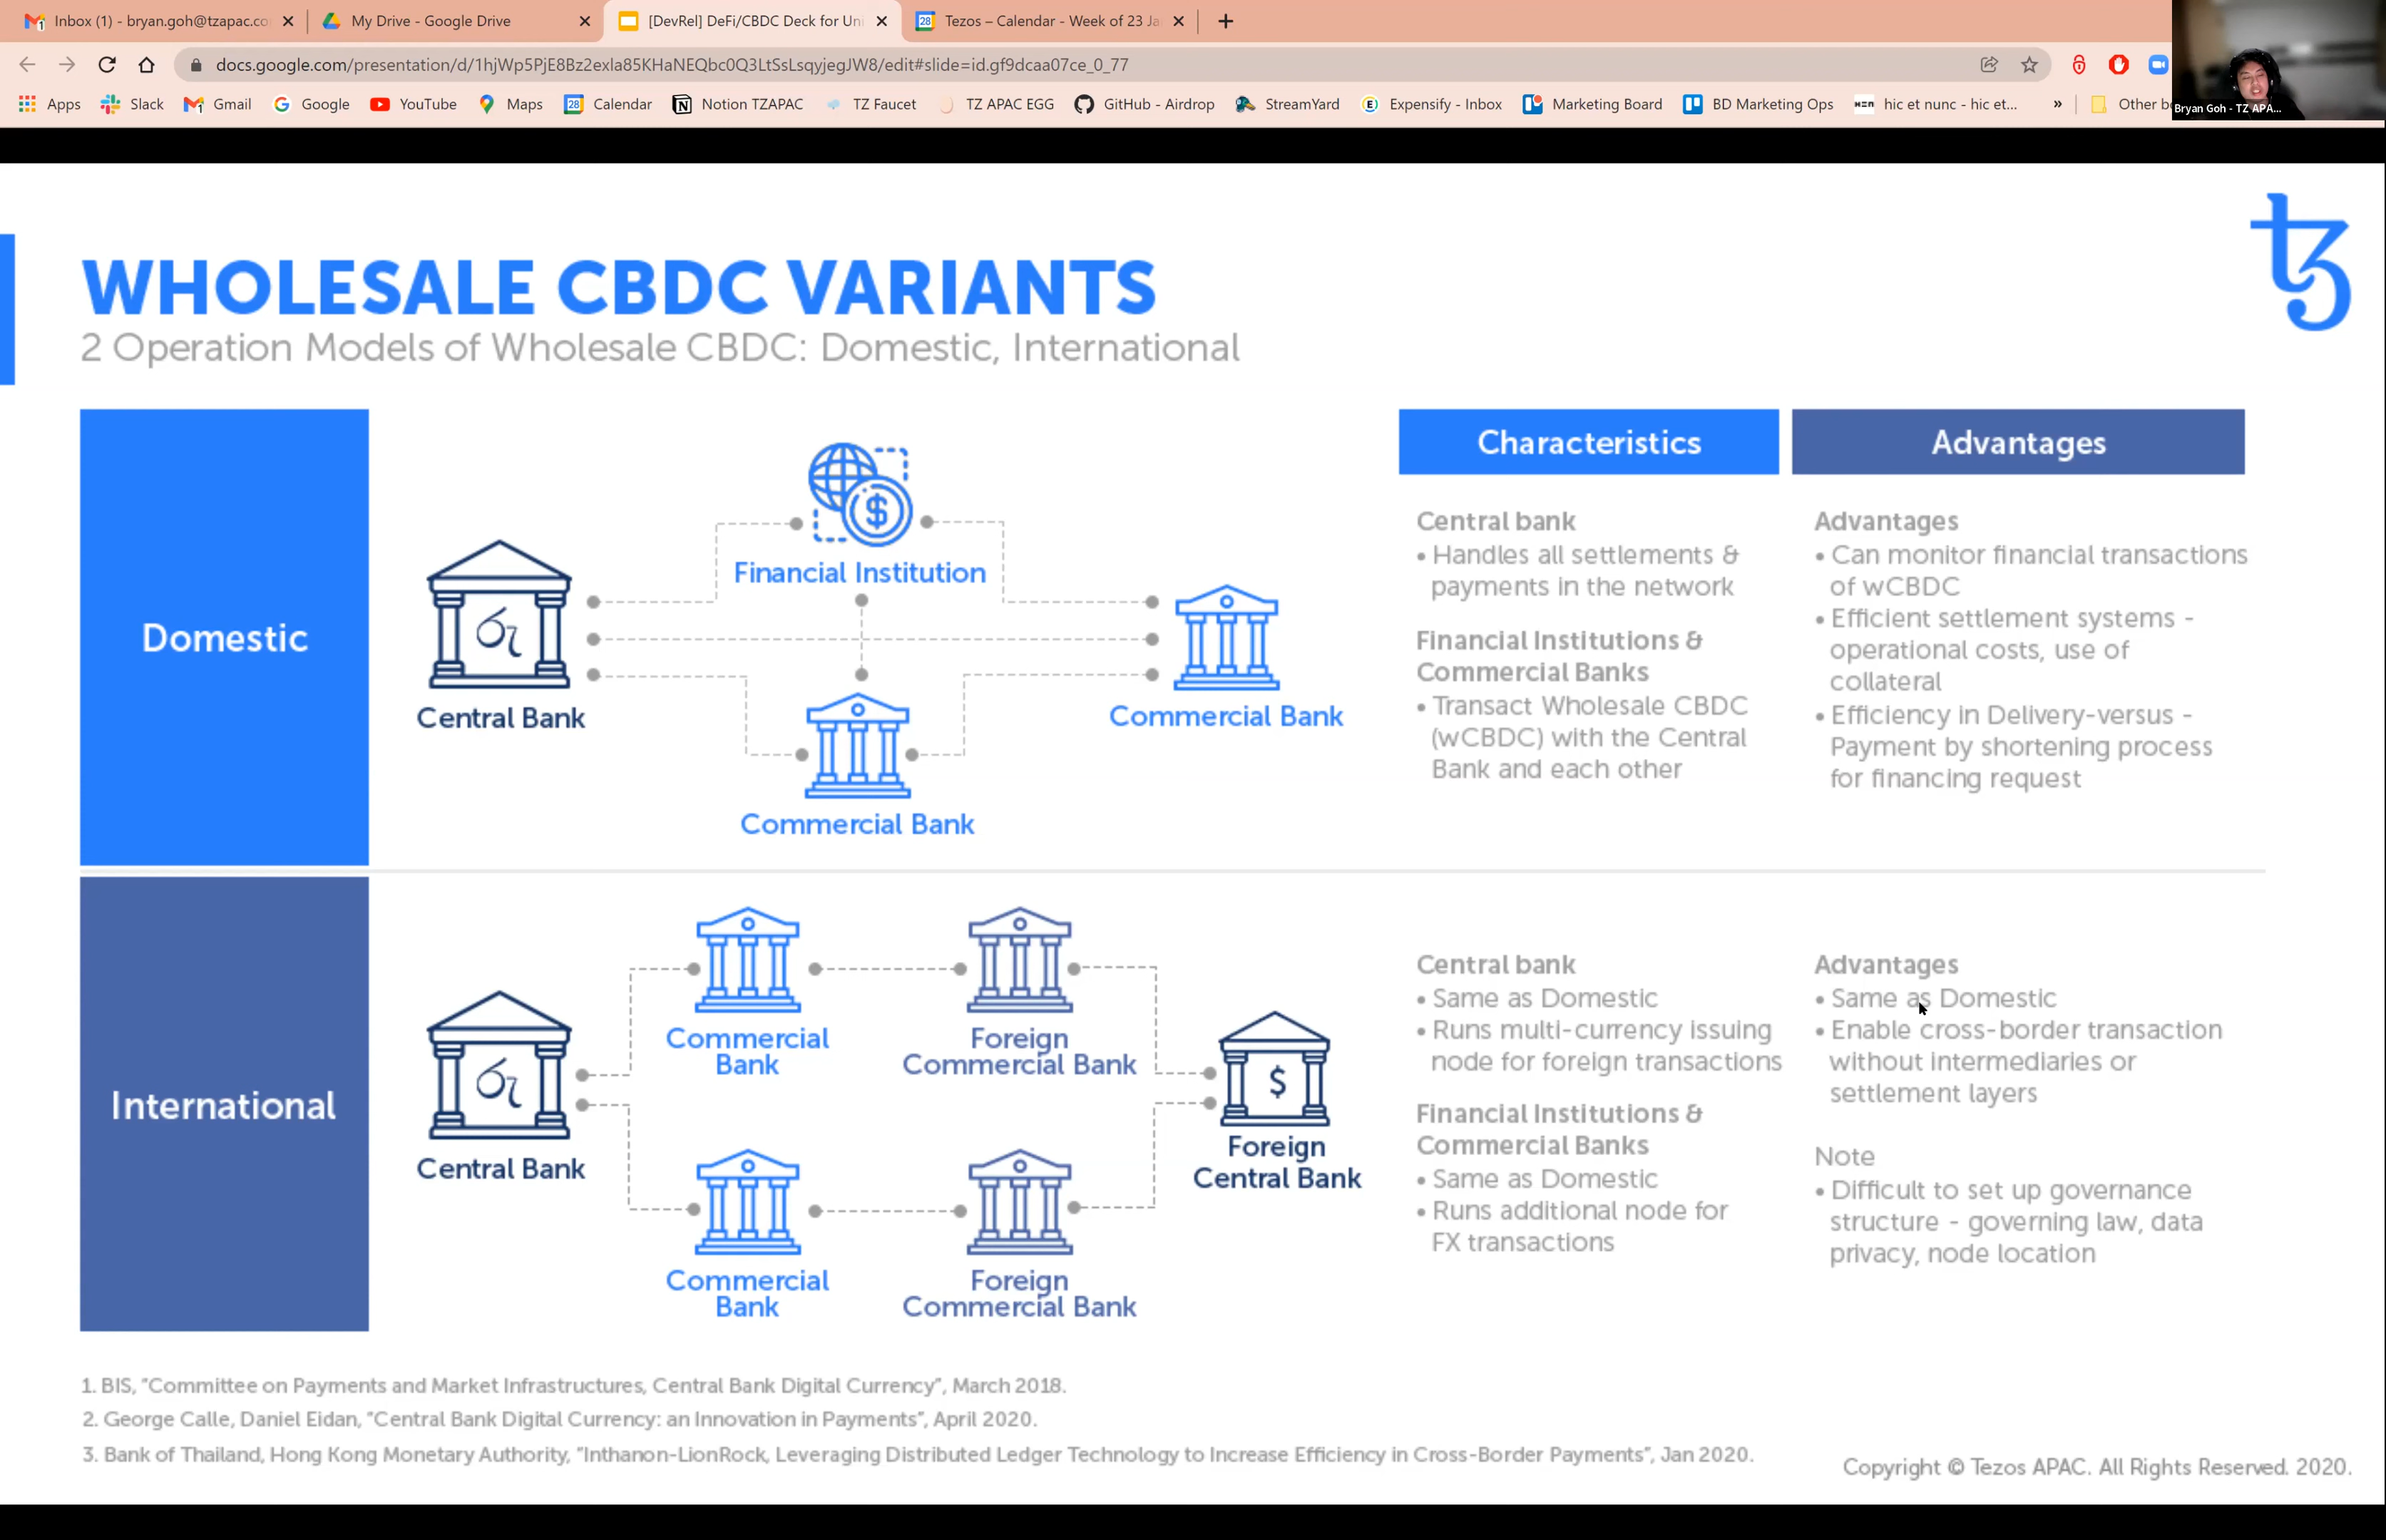 Inbox (1) - bryan.goh@tzapac.co
My Drive - Google Drive
[DevRel] DeFi/CBDC Deck for Un
28 Tezos – Calendar - Week of 23 Ja
docs.google.com/presentation/d/1hjWp5PjE8Bz2exla85KHaNEQbc0Q3LtSsLsqyjegJW8/edit#slide=id.gf9dcaa07ce_0_77
Apps Slack Gmail Google YouTube Maps 28 Calendar Notion TZAPAC TZ Faucet TZ APAC EGG GitHub - Airdrop StreamYard Expensify - Inbox Marketing Board BD Marketing Ops hic et nunc - hic et... » Other b
Bryan Goh - TZ APA...
WHOLESALE CBDC VARIANTS
2 Operation Models of Wholesale CBDC: Domestic, International
Domestic
Financial Institution
Central Bank
Commercial Bank
Commercial Bank
Characteristics
Central bank
• Handles all settlements &
payments in the network
Financial Institutions &
Commercial Banks
• Transact Wholesale CBDC
(wCBDC) with the Central
Bank and each other
Advantages
Advantages
• Can monitor financial transactions
of wCBDC
• Efficient settlement systems -
operational costs, use of
collateral
• Efficiency in Delivery-versus -
Payment by shortening process
for financing request
International
Commercial
Bank
Foreign
Commercial Bank
Central Bank
$
Foreign
Central Bank
Commercial
Bank
Foreign
Commercial Bank
Central bank
• Same as Domestic
• Runs multi-currency issuing
node for foreign transactions
Financial Institutions &
Commercial Banks
• Same as Domestic
• Runs additional node for
FX transactions
Advantages
• Same as Domestic
• Enable cross-border transaction
without intermediaries or
settlement layers
Note
• Difficult to set up governance
structure - governing law, data
privacy, node location
1. BIS, "Committee on Payments and Market Infrastructures, Central Bank Digital Currency", March 2018.
2. George Calle, Daniel Eidan, "Central Bank Digital Currency: an Innovation in Payments", April 2020.
3. Bank of Thailand, Hong Kong Monetary Authority, "Inthanon-LionRock, Leveraging Distributed Ledger Technology to Increase Efficiency in Cross-Border Payments", Jan 2020.
Copyright © Tezos APAC. All Rights Reserved. 2020.